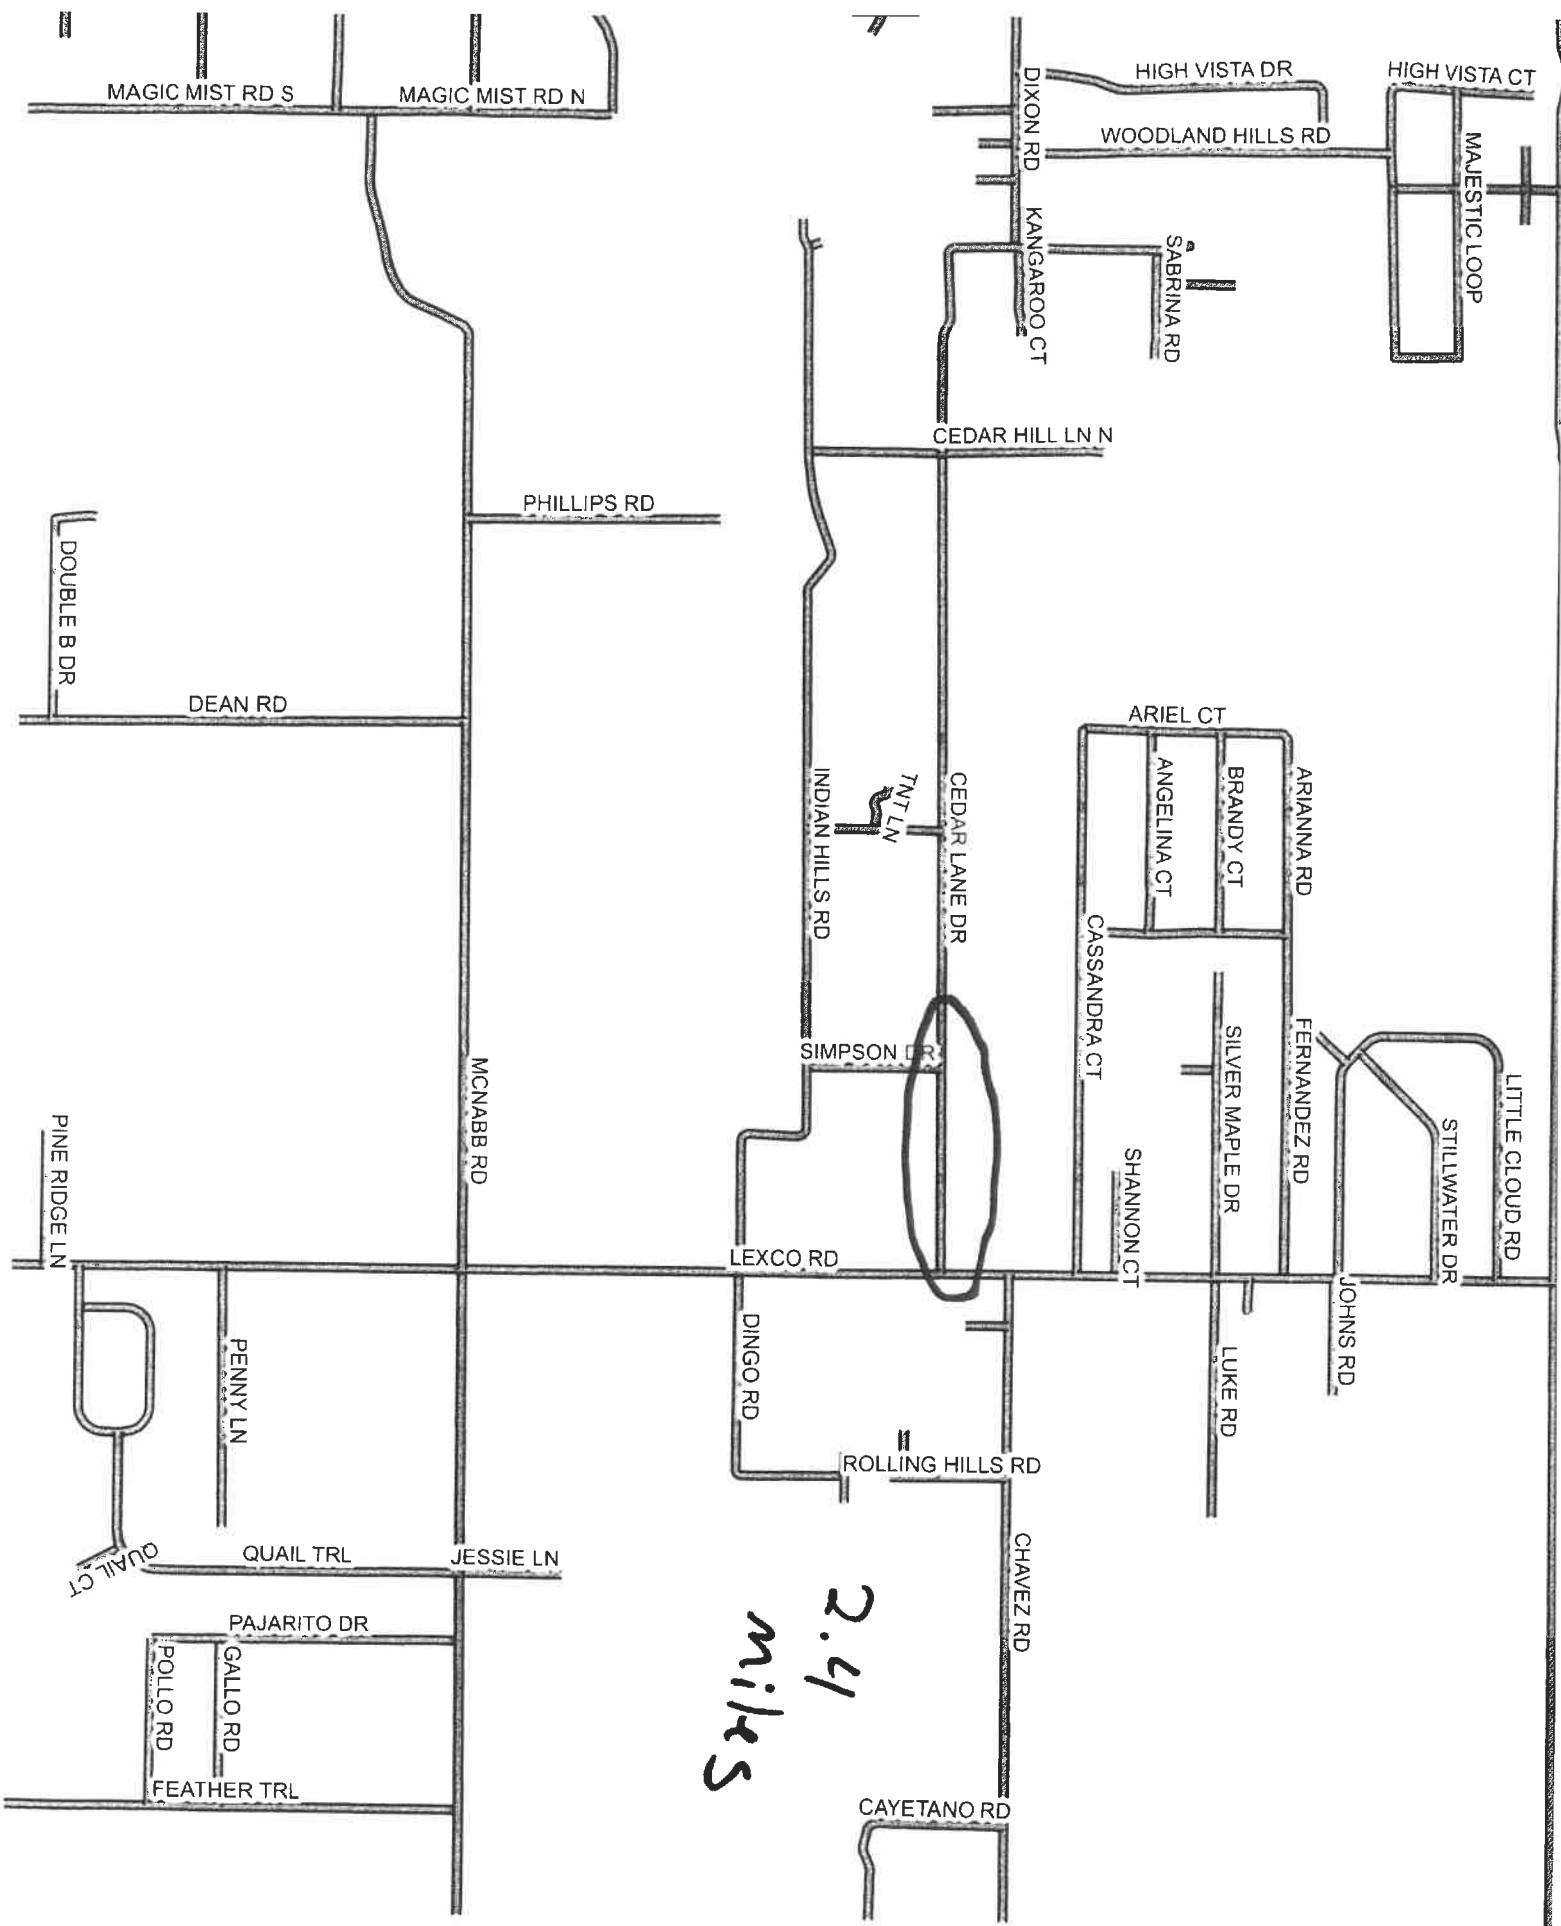 MAGIC MIST RD S
MAGIC MIST RD N
DIXON RD
HIGH VISTA DR
HIGH VISTA CT
WOODLAND HILLS RD
MAJESTIC LOOP
KANGAROO CT
SABRINA RD
CEDAR HILL LN N
PHILLIPS RD
DOUBLE B DR
DEAN RD
ARIEL CT
INDIAN HILLS RD
TNT LN
CEDAR LANE DR
ANGELINA CT
BRANDY CT
ARIANNA RD
CASSANDRA CT
SIMPSON DR
MCNABB RD
SILVER MAPLE DR
FERNANDEZ RD
LITTLE CLOUD RD
STILLWATER DR
PINE RIDGE LN
SHANNON CT
LEXCO RD
JOHNS RD
PENNY LN
DINGO RD
LUKE RD
ROLLING HILLS RD
QUAIL CT
QUAIL TRL
JESSIE LN
CHAVEZ RD
2.4
miles
PAJARITO DR
POLLO RD
GALLO RD
FEATHER TRL
CAYETANO RD